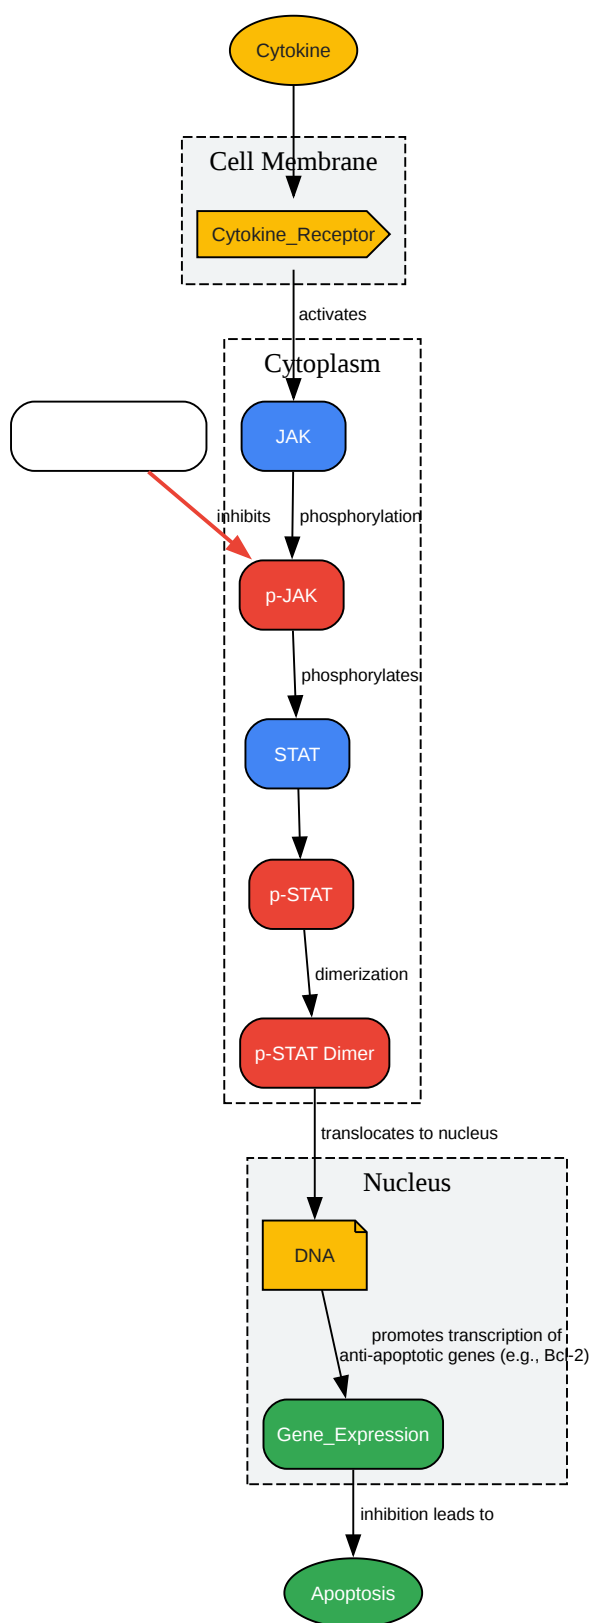 Cytokine
Cell Membrane
Cytokine_Receptor
activates
Cytoplasm
JAK
inhibits
phosphorylation
p-JAK
phosphorylates
STAT
p-STAT
dimerization
p-STAT Dimer
translocates to nucleus
Nucleus
DNA
promotes transcription of
anti-apoptotic genes (e.g., Bcl-2)
Gene_Expression
inhibition leads to
Apoptosis